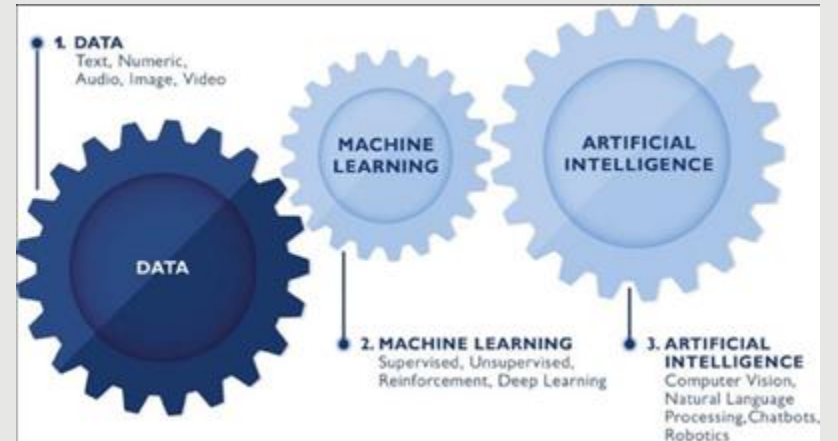 1. DATA
Text, Numeric,
Audio, Image, Video
MACHINE
LEARNING
ARTIFICIAL
INTELLIGENCE
DATA
2. MACHINE LEARNING
Supervised, Unsupervised,
Reinforcement, Deep Learning
3. ARTIFICIAL
INTELLIGENCE
Computer Vision,
Natural Language
Processing, Chatbots,
Robotics